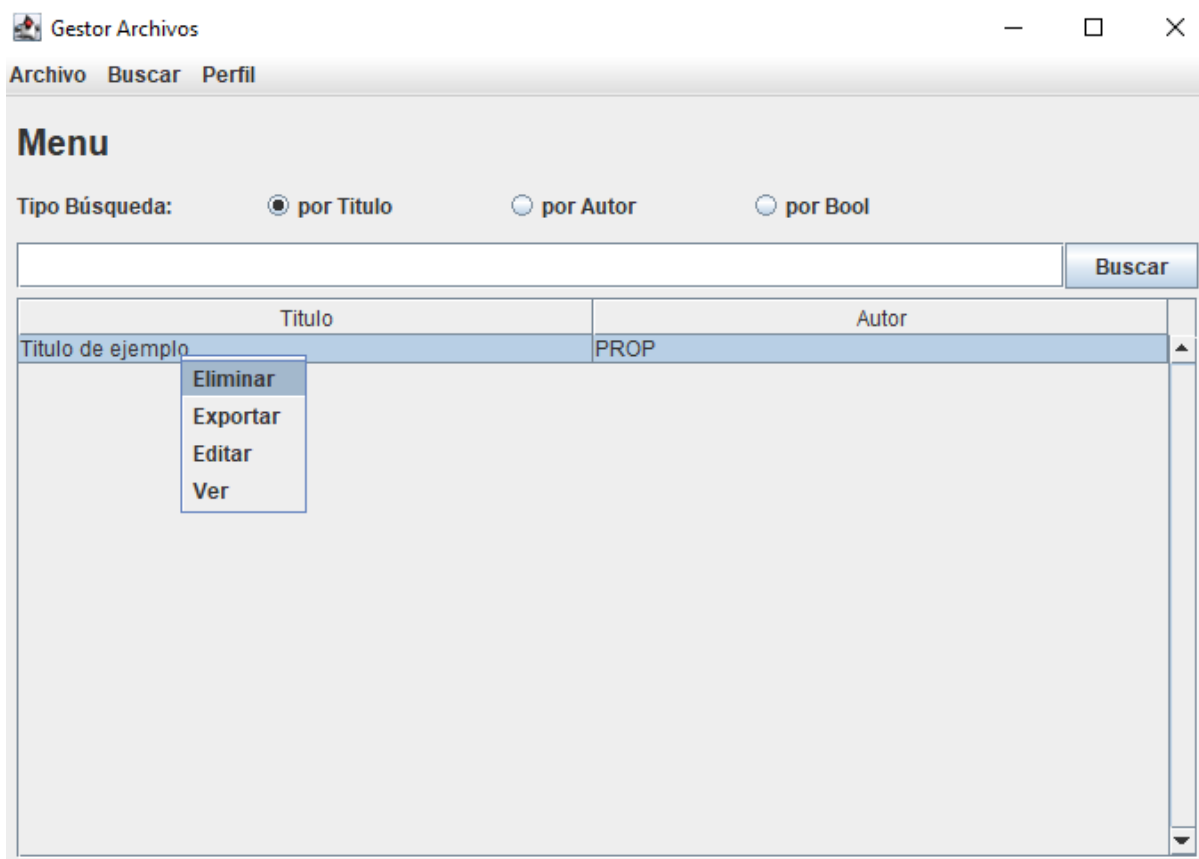 Gestor Archivos
Archivo Buscar Perfil
Menu
Tipo Búsqueda: por Titulo por Autor por Bool
Buscar
Titulo Autor
Titulo de ejemplo PROP
Eliminar
Exportar
Editar
Ver